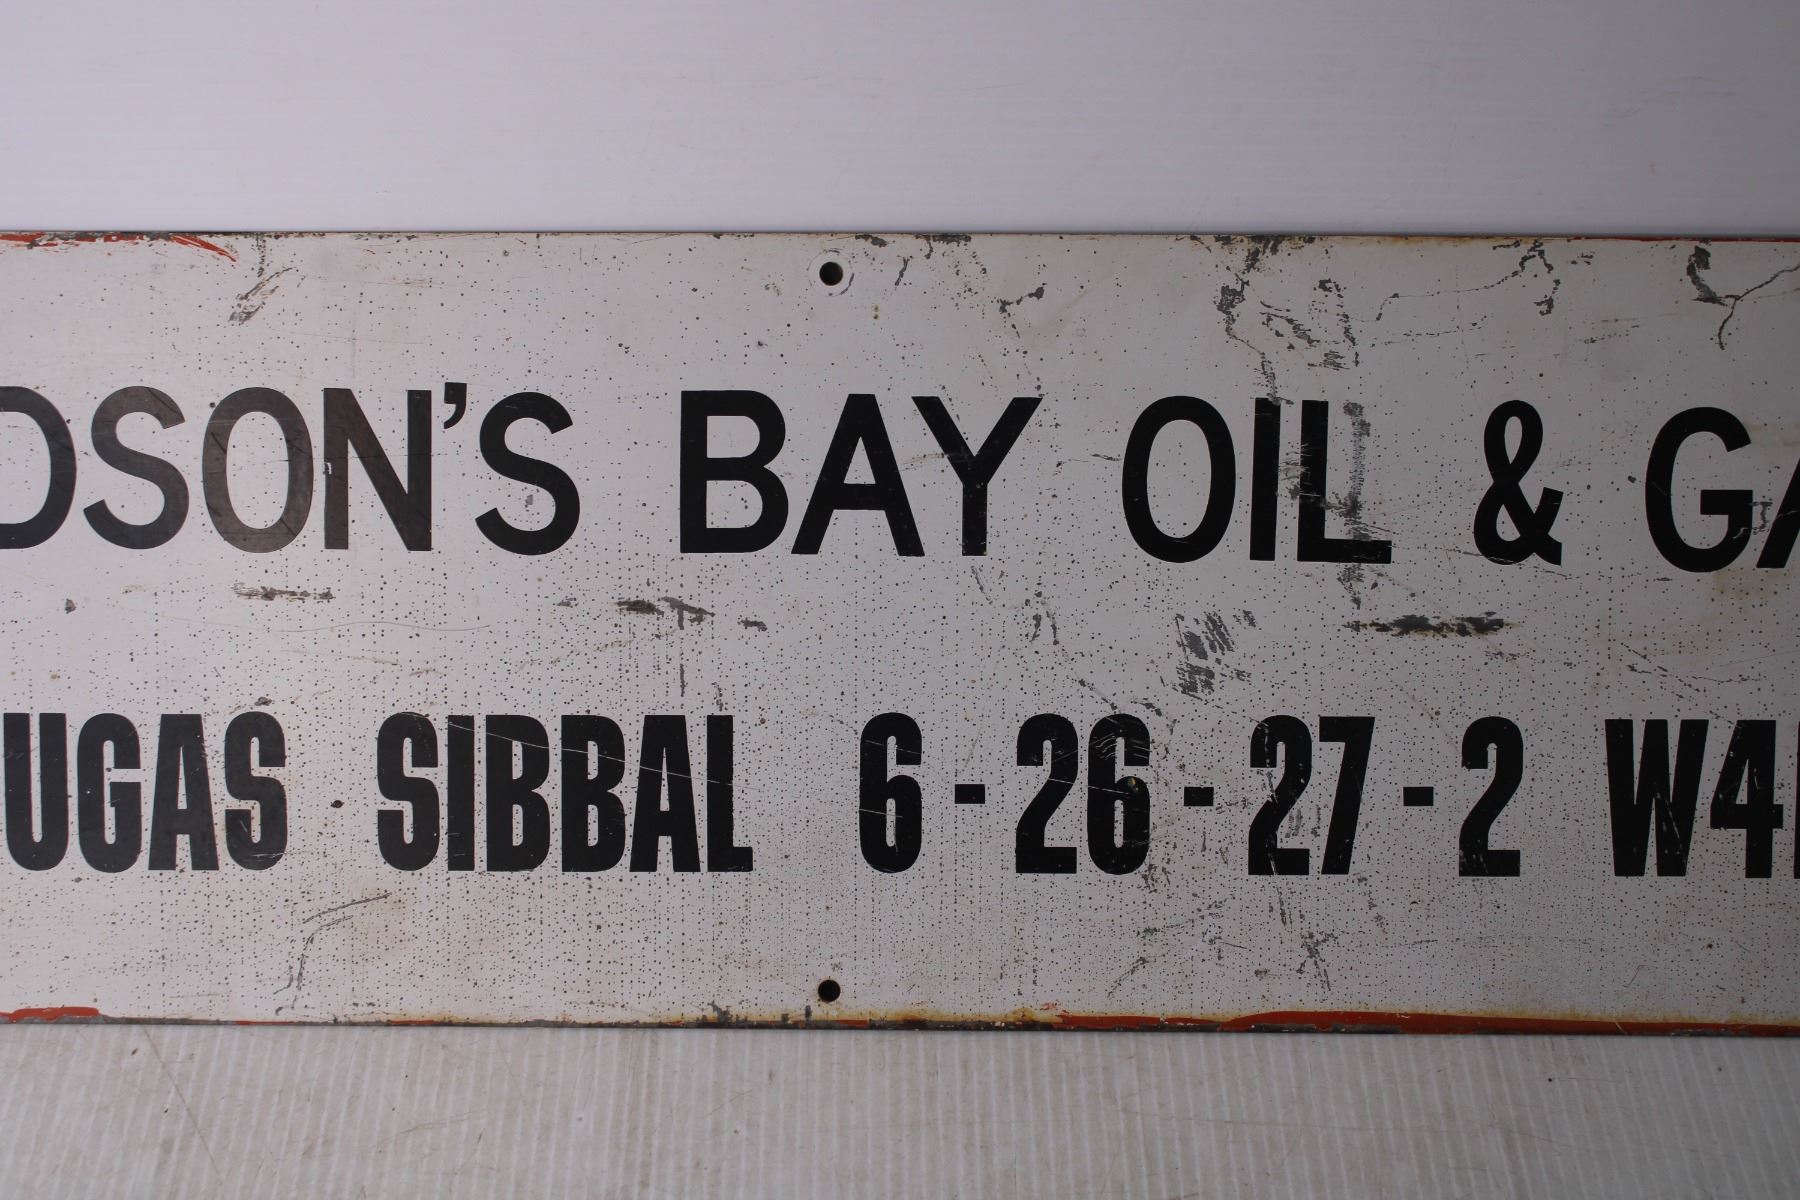 DSON'S BAY OIL & GA
UGAS SIBBAL 6-26-27-2 W4